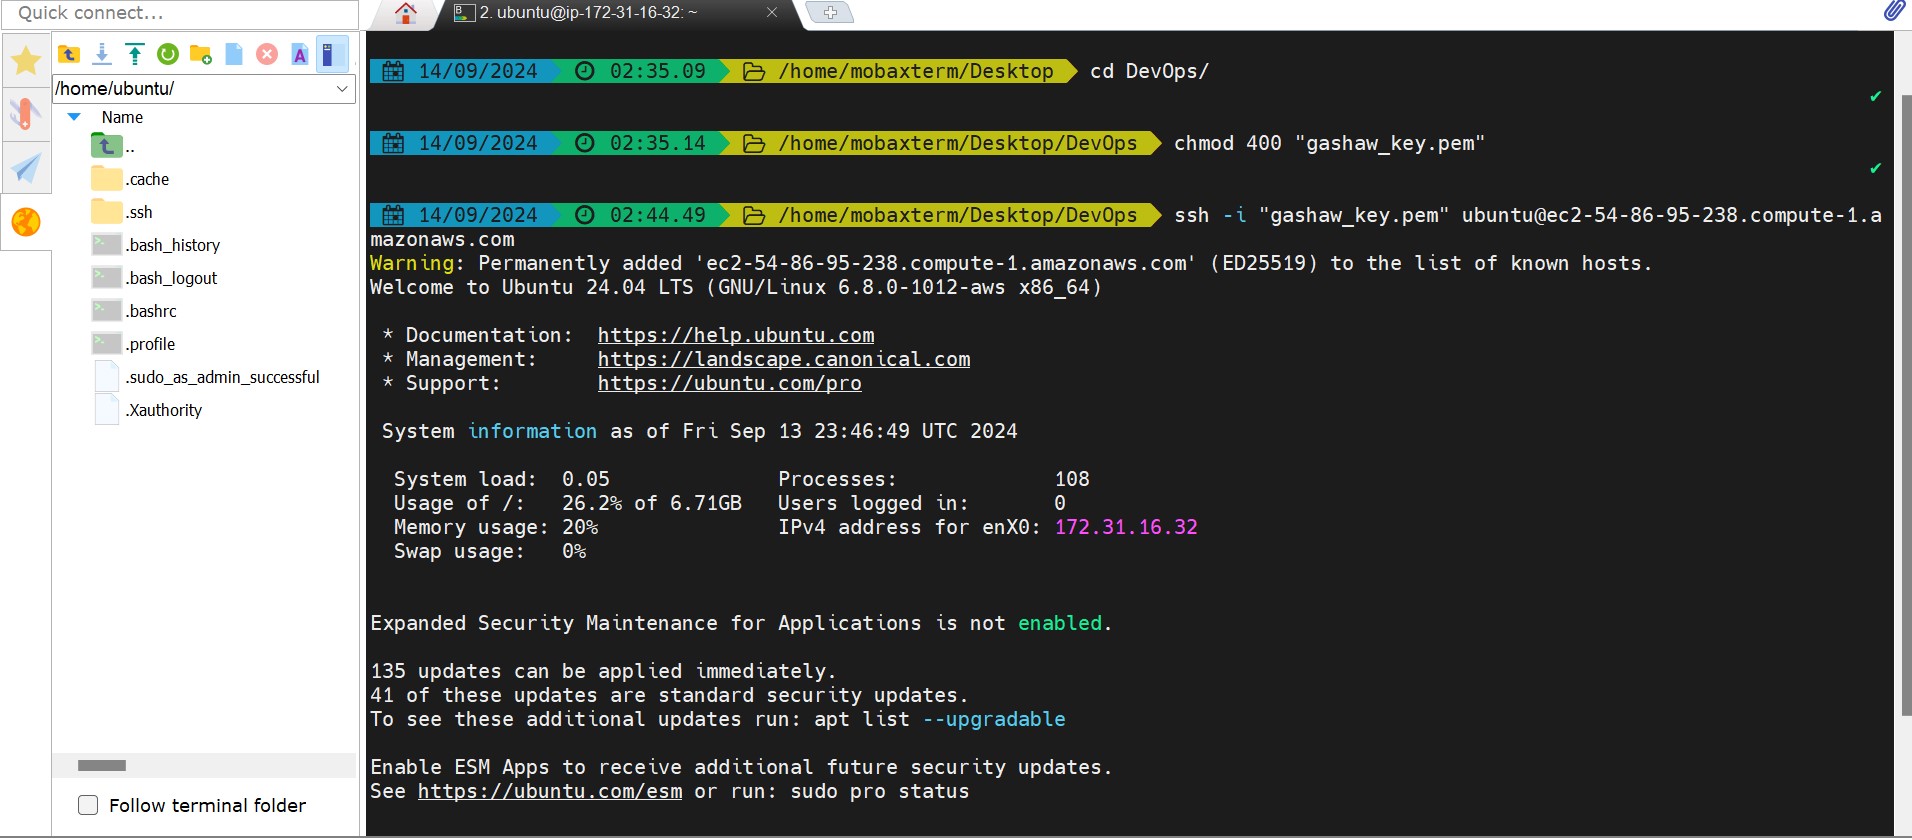 Quick connect...
2. ubuntu@ip-172-31-16-32: ~
/home/ubuntu/
Name
..
.cache
.ssh
.bash_history
.bash_logout
.bashrc
.profile
.sudo_as_admin_successful
.Xauthority
Follow terminal folder
14/09/2024 02:35.09 /home/mobaxterm/Desktop cd DevOps/
✔
14/09/2024 02:35.14 /home/mobaxterm/Desktop/DevOps chmod 400 "gashaw_key.pem"
✔
14/09/2024 02:44.49 /home/mobaxterm/Desktop/DevOps ssh -i "gashaw_key.pem" ubuntu@ec2-54-86-95-238.compute-1.a
mazonaws.com
Warning: Permanently added 'ec2-54-86-95-238.compute-1.amazonaws.com' (ED25519) to the list of known hosts.
Welcome to Ubuntu 24.04 LTS (GNU/Linux 6.8.0-1012-aws x86_64)
* Documentation: https://help.ubuntu.com
* Management: https://landscape.canonical.com
* Support: https://ubuntu.com/pro
System information as of Fri Sep 13 23:46:49 UTC 2024
System load: 0.05 Processes: 108
Usage of /: 26.2% of 6.71GB Users logged in: 0
Memory usage: 20% IPv4 address for enX0: 172.31.16.32
Swap usage: 0%
Expanded Security Maintenance for Applications is not enabled.
135 updates can be applied immediately.
41 of these updates are standard security updates.
To see these additional updates run: apt list --upgradable
Enable ESM Apps to receive additional future security updates.
See https://ubuntu.com/esm or run: sudo pro status